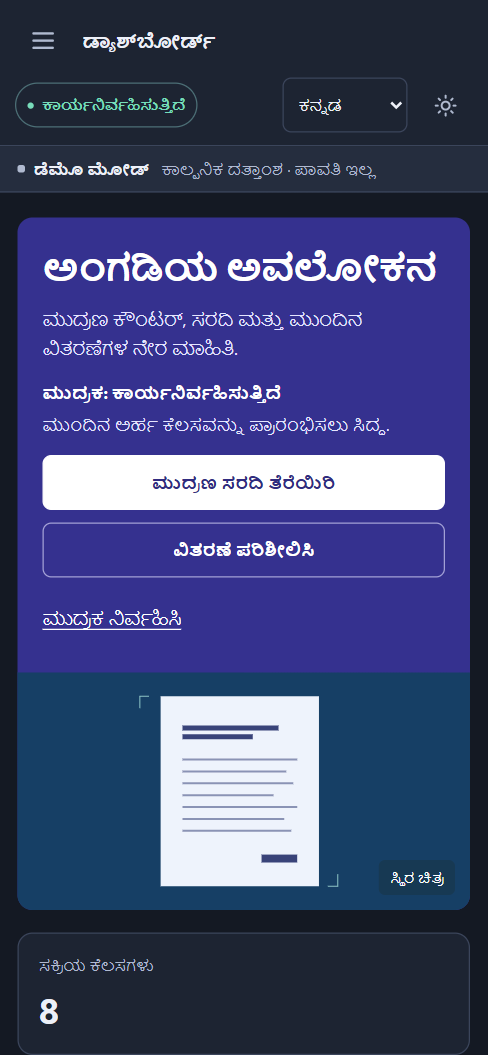 ಡ್ಯಾಶ್‌ಬೋರ್ಡ್
ಕಾರ್ಯನಿರ್ವಹಿಸುತ್ತಿದೆ
ಕನ್ನಡ
ಡೆಮೊ ಮೋಡ್ ಕಾಲ್ಪನಿಕ ದತ್ತಾಂಶ · ಪಾವತಿ ಇಲ್ಲ
ಅಂಗಡಿಯ ಅವಲೋಕನ
ಮುದ್ರಣ ಕೌಂಟರ್, ಸರದಿ ಮತ್ತು ಮುಂದಿನ
ವಿತರಣೆಗಳ ನೇರ ಮಾಹಿತಿ.
ಮುದ್ರಕ: ಕಾರ್ಯನಿರ್ವಹಿಸುತ್ತಿದೆ
ಮುಂದಿನ ಅರ್ಹ ಕೆಲಸವನ್ನು ಪ್ರಾರಂಭಿಸಲು ಸಿದ್ಧ.
ಮುದ್ರಣ ಸರದಿ ತೆರೆಯಿರಿ
ವಿತರಣೆ ಪರಿಶೀಲಿಸಿ
ಮುದ್ರಕ ನಿರ್ವಹಿಸಿ
ಸ್ಥಿರ ಚಿತ್ರ
ಸಕ್ರಿಯ ಕೆಲಸಗಳು
8